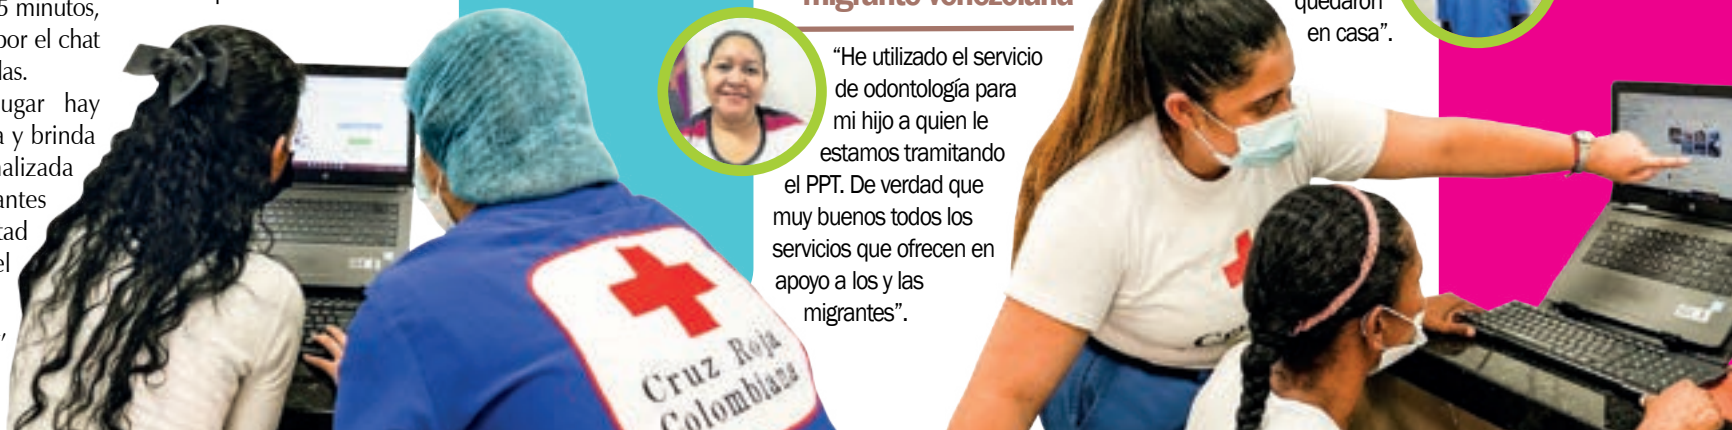 5 minutos,
por el chat
las.
ugar hay
a y brinda
alizada
antes
tad
el
migrante venezolana
“He utilizado el servicio
de odontología para
mi hijo a quien le
estamos tramitando
el PPT. De verdad que
muy buenos todos los
servicios que ofrecen en
apoyo a los y las
migrantes”.
quedaron
en casa”.
Cruz Roja
Colombiana